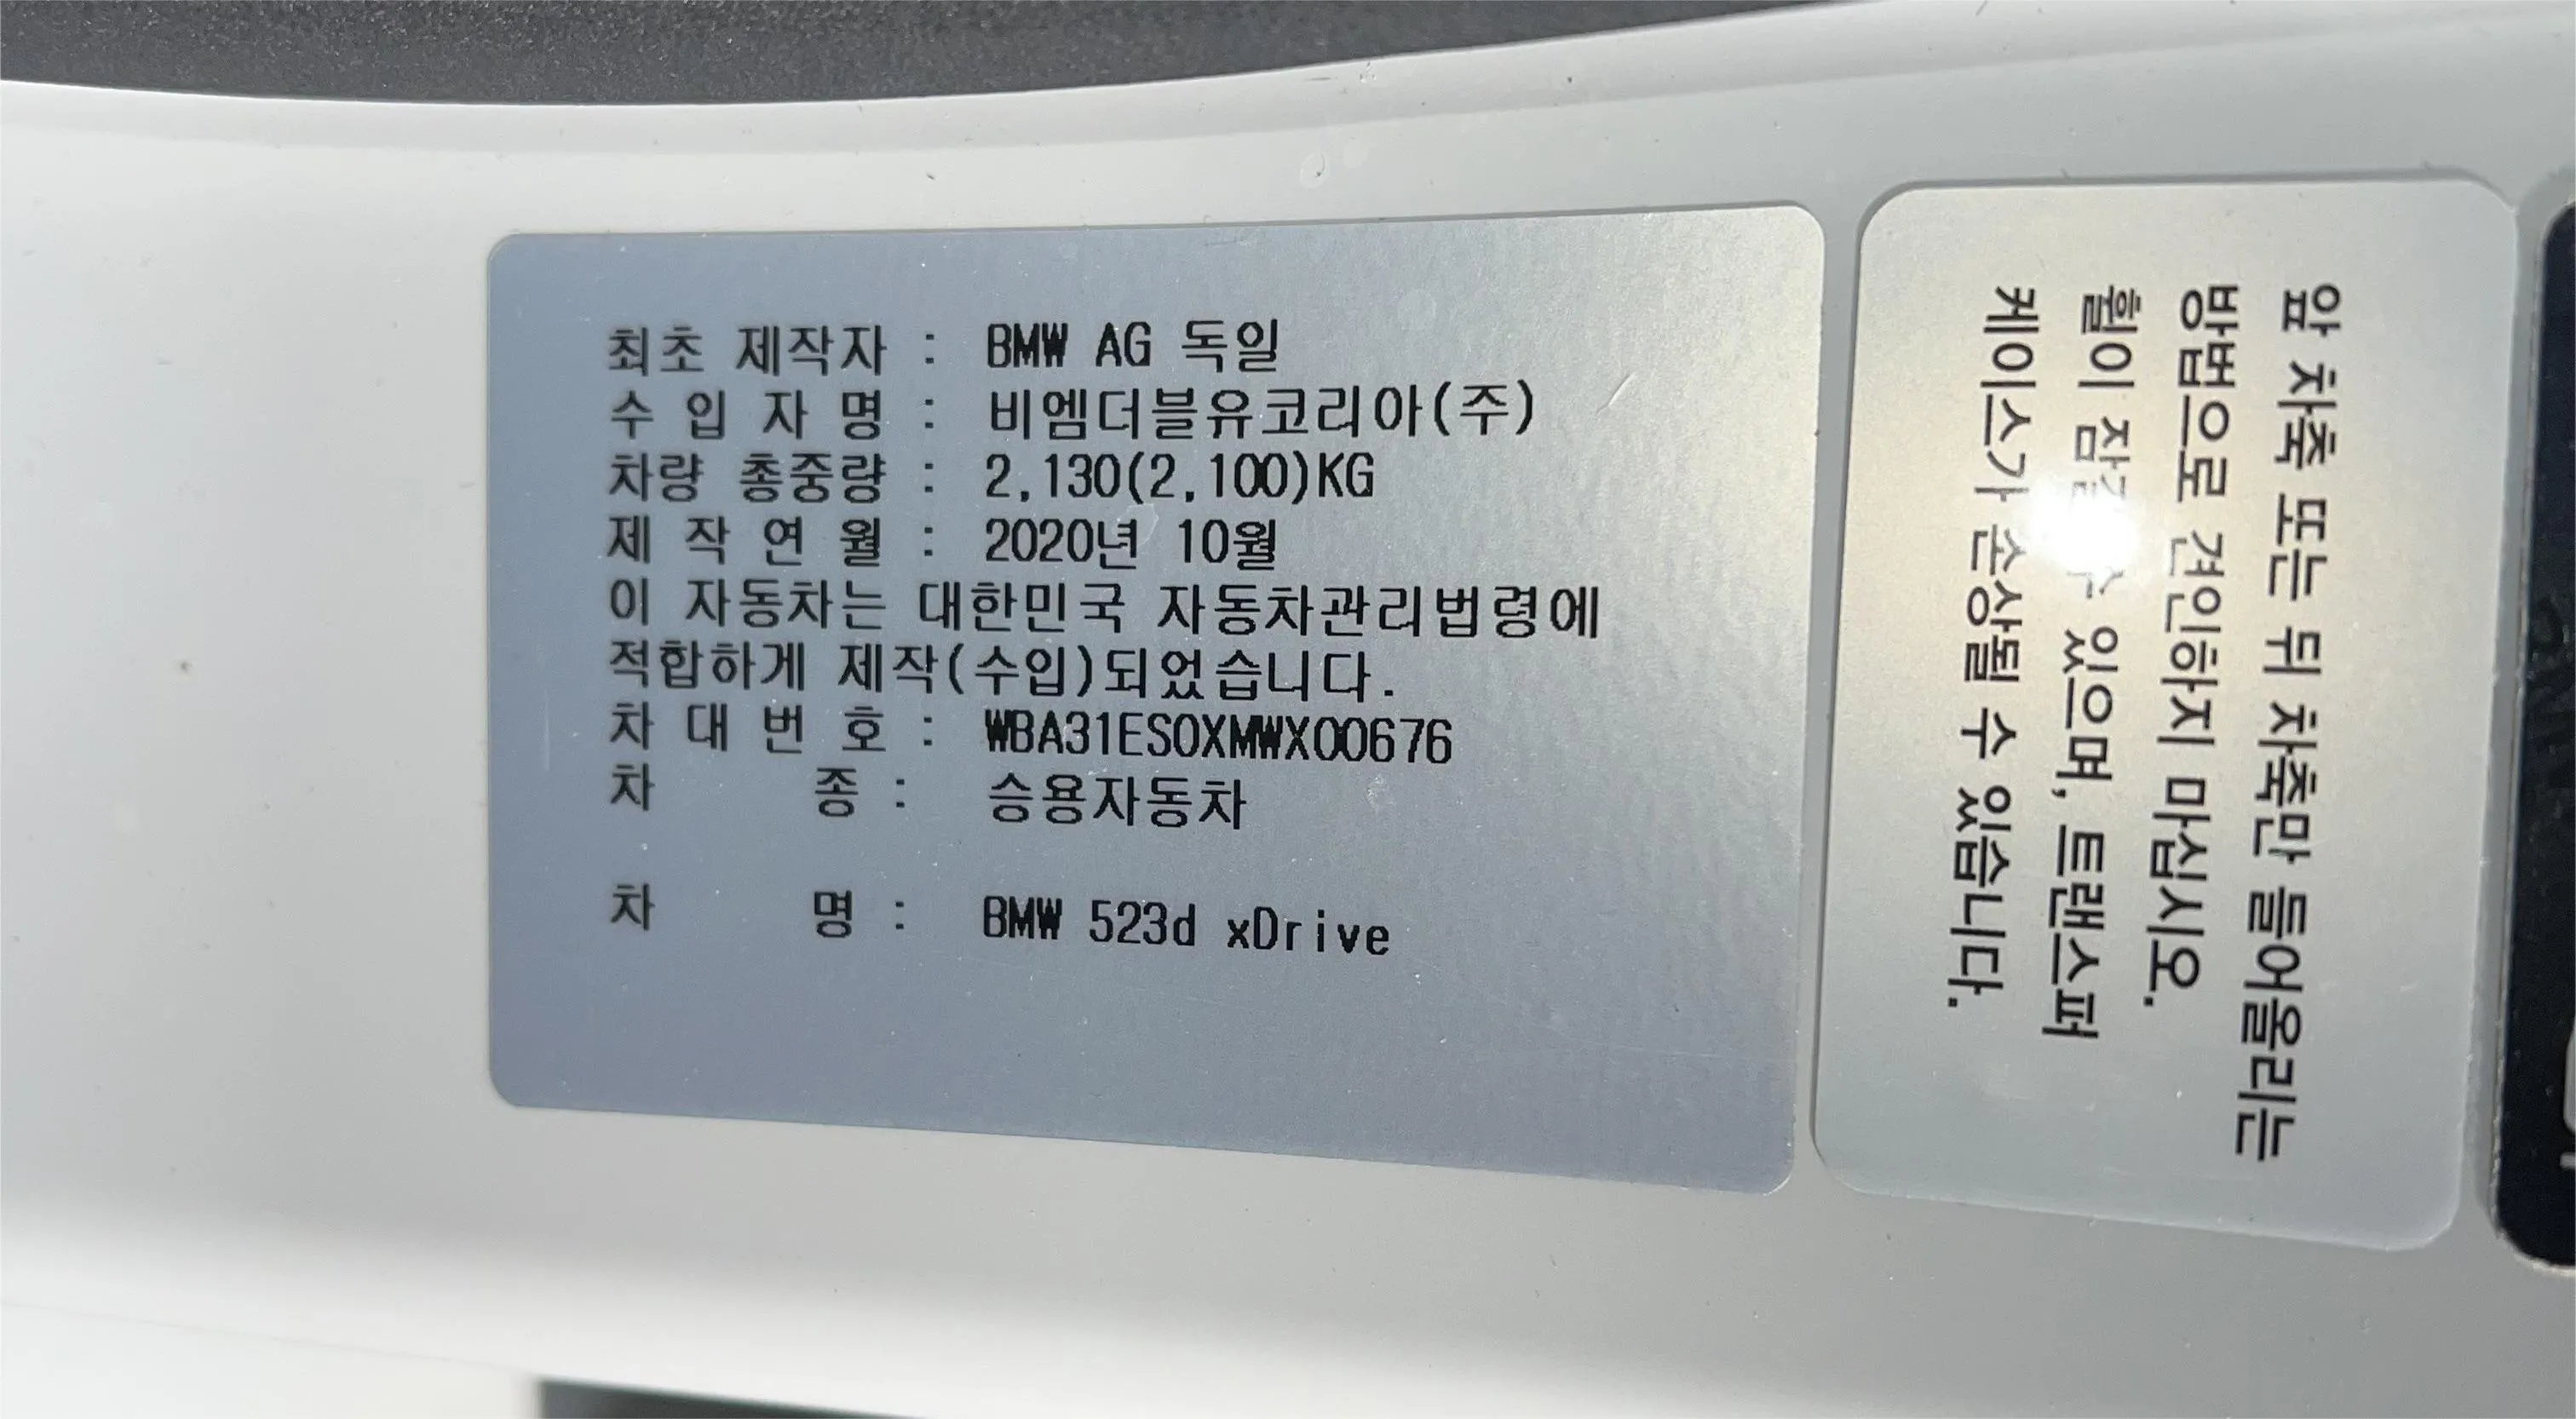 최초 제작자 : BMW AG 독일
수 입 자 명 : 비엠더블유코리아(주)
차량 총중량 : 2,130(2,100)KG
제 작 연 월 : 2020년 10월
이 자동차는 대한민국 자동차관리법령에
적합하게 제작(수입)되었습니다.
차 대 번 호 : WBA31ES0XMWX00676
차 종 : 승용자동차
차 명 : BMW 523d xDrive
앞 차축 또는 뒤 차축만 들어올리는
방법으로 견인하지 마십시오.
휠이 잠길 수 있으며, 트랜스퍼
케이스가 손상될 수 있습니다.